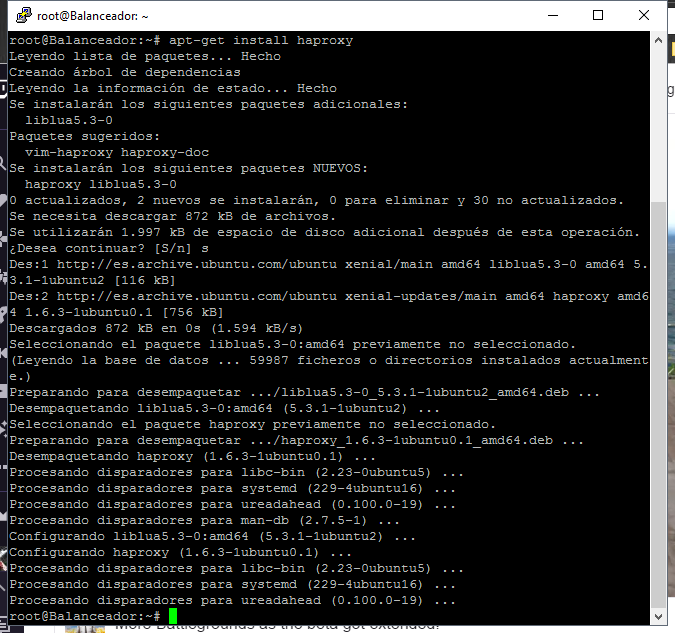 root@Balanceador: ~
root@Balanceador:~# apt-get install haproxy
Leyendo lista de paquetes... Hecho
Creando árbol de dependencias
Leyendo la información de estado... Hecho
Se instalarán los siguientes paquetes adicionales:
liblua5.3-0
Paquetes sugeridos:
vim-haproxy haproxy-doc
Se instalarán los siguientes paquetes NUEVOS:
haproxy liblua5.3-0
0 actualizados, 2 nuevos se instalarán, 0 para eliminar y 30 no actualizados.
Se necesita descargar 872 kB de archivos.
Se utilizarán 1.997 kB de espacio de disco adicional después de esta operación.
¿Desea continuar? [S/n] s
Des:1 http://es.archive.ubuntu.com/ubuntu xenial/main amd64 liblua5.3-0 amd64 5.
3.1-1ubuntu2 [116 kB]
Des:2 http://es.archive.ubuntu.com/ubuntu xenial-updates/main amd64 haproxy amd6
4 1.6.3-1ubuntu0.1 [756 kB]
Descargados 872 kB en 0s (1.594 kB/s)
Seleccionando el paquete liblua5.3-0:amd64 previamente no seleccionado.
(Leyendo la base de datos ... 59987 ficheros o directorios instalados actualment
e.)
Preparando para desempaquetar .../liblua5.3-0_5.3.1-1ubuntu2_amd64.deb ...
Desempaquetando liblua5.3-0:amd64 (5.3.1-1ubuntu2) ...
Seleccionando el paquete haproxy previamente no seleccionado.
Preparando para desempaquetar .../haproxy_1.6.3-1ubuntu0.1_amd64.deb ...
Desempaquetando haproxy (1.6.3-1ubuntu0.1) ...
Procesando disparadores para libc-bin (2.23-0ubuntu5) ...
Procesando disparadores para systemd (229-4ubuntu16) ...
Procesando disparadores para ureadahead (0.100.0-19) ...
Procesando disparadores para man-db (2.7.5-1) ...
Configurando liblua5.3-0:amd64 (5.3.1-1ubuntu2) ...
Configurando haproxy (1.6.3-1ubuntu0.1) ...
Procesando disparadores para libc-bin (2.23-0ubuntu5) ...
Procesando disparadores para systemd (229-4ubuntu16) ...
Procesando disparadores para ureadahead (0.100.0-19) ...
root@Balanceador:~#
More Battlegrounds as the beta got extended!